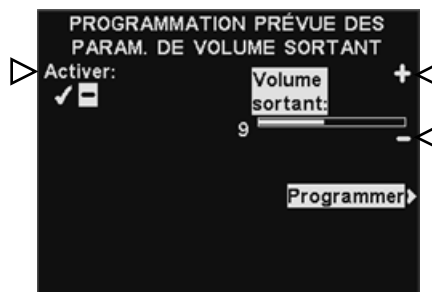 PROGRAMMATION PRÉVUE DES
PARAM. DE VOLUME SORTANT
Activer:
✓ -
Volume
sortant:
+
9
-
Programmer